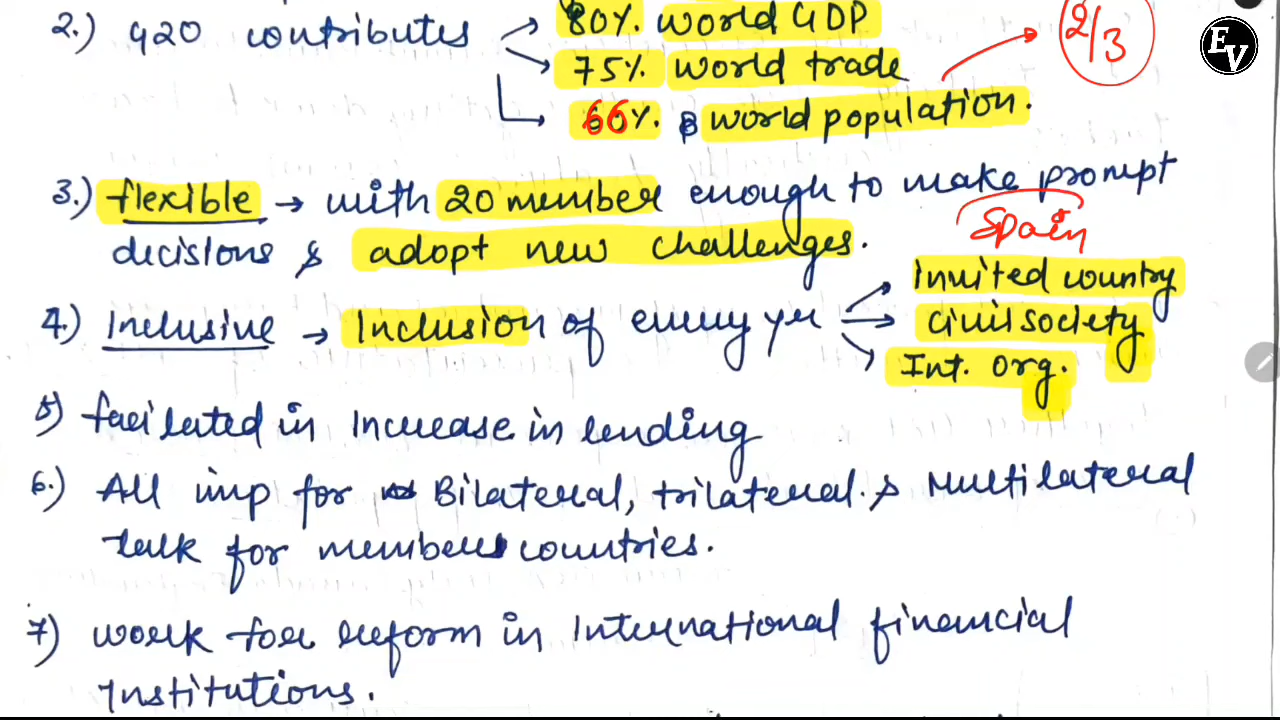 2.) G20 contributes
80% world GDP
75% world trade
66% world population.
2/3
EV
3.) flexible → with 20 member enough to make prompt
decisions & adopt new challenges.
Spain
4.) Inclusive → Inclusion of every yr
Invited country
civil society
Int. org.
5) facilated in Increase in lending
6.) All imp for Bilateral, trilateral & Multilateral
talk for members countries.
7) work for reform in International financial
Institutions.